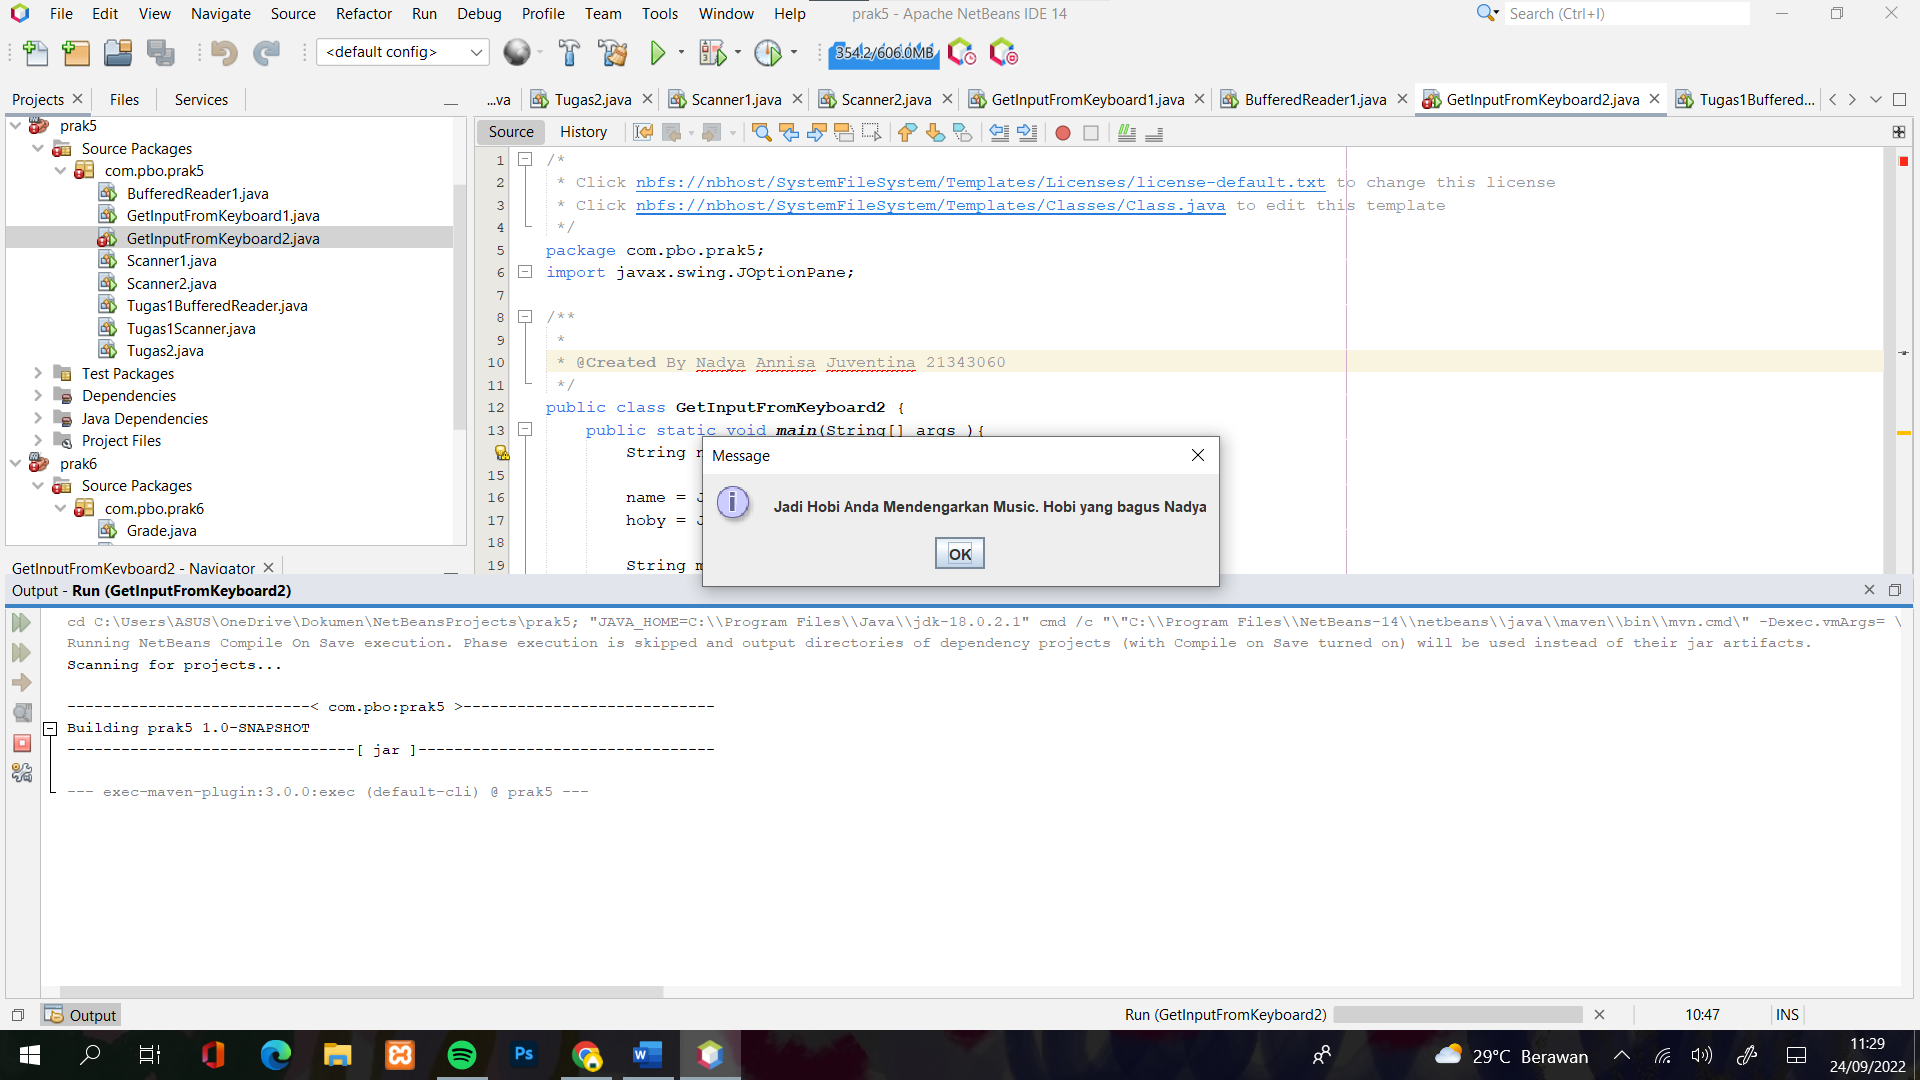 File Edit View Navigate Source Refactor Run Debug Profile Team Tools Window Help prak5 - Apache NetBeans IDE 14 Search (Ctrl+I)
<default config> 354.2/606.0MB
Projects Files Services
...va Tugas2.java Scanner1.java Scanner2.java GetInputFromKeyboard1.java BufferedReader1.java GetInputFromKeyboard2.java Tugas1Buffered...
Source History
prak5
Source Packages
com.pbo.prak5
BufferedReader1.java
GetInputFromKeyboard1.java
GetInputFromKeyboard2.java
Scanner1.java
Scanner2.java
Tugas1BufferedReader.java
Tugas1Scanner.java
Tugas2.java
Test Packages
Dependencies
Java Dependencies
Project Files
prak6
Source Packages
com.pbo.prak6
Grade.java
GetInputFromKeyboard2 - Navigator
1 /*
2 * Click nbfs://nbhost/SystemFileSystem/Templates/Licenses/license-default.txt to change this license
3 * Click nbfs://nbhost/SystemFileSystem/Templates/Classes/Class.java to edit this template
4 */
5 package com.pbo.prak5;
6 import javax.swing.JOptionPane;
7
8 /**
9 *
10 * @Created By Nadya Annisa Juventina 21343060
11 */
12 public class GetInputFromKeyboard2 {
13 public static void main(String[] args ){
String n
15
16 name = J
17 hoby = J
18
19 String m
Message
Jadi Hobi Anda Mendengarkan Music. Hobi yang bagus Nadya
OK
Output - Run (GetInputFromKeyboard2)
cd C:\Users\ASUS\OneDrive\Dokumen\NetBeansProjects\prak5; "JAVA_HOME=C:\\Program Files\\Java\\jdk-18.0.2.1" cmd /c "\"C:\\Program Files\\NetBeans-14\\netbeans\\java\\maven\\bin\\mvn.cmd\" -Dexec.vmArgs= \
Running NetBeans Compile On Save execution. Phase execution is skipped and output directories of dependency projects (with Compile on Save turned on) will be used instead of their jar artifacts.
Scanning for projects...
---------------------------< com.pbo:prak5 >----------------------------
Building prak5 1.0-SNAPSHOT
--------------------------------[ jar ]---------------------------------
--- exec-maven-plugin:3.0.0:exec (default-cli) @ prak5 ---
Output Run (GetInputFromKeyboard2) 10:47 INS
Ps 29°C Berawan 11:29
24/09/2022